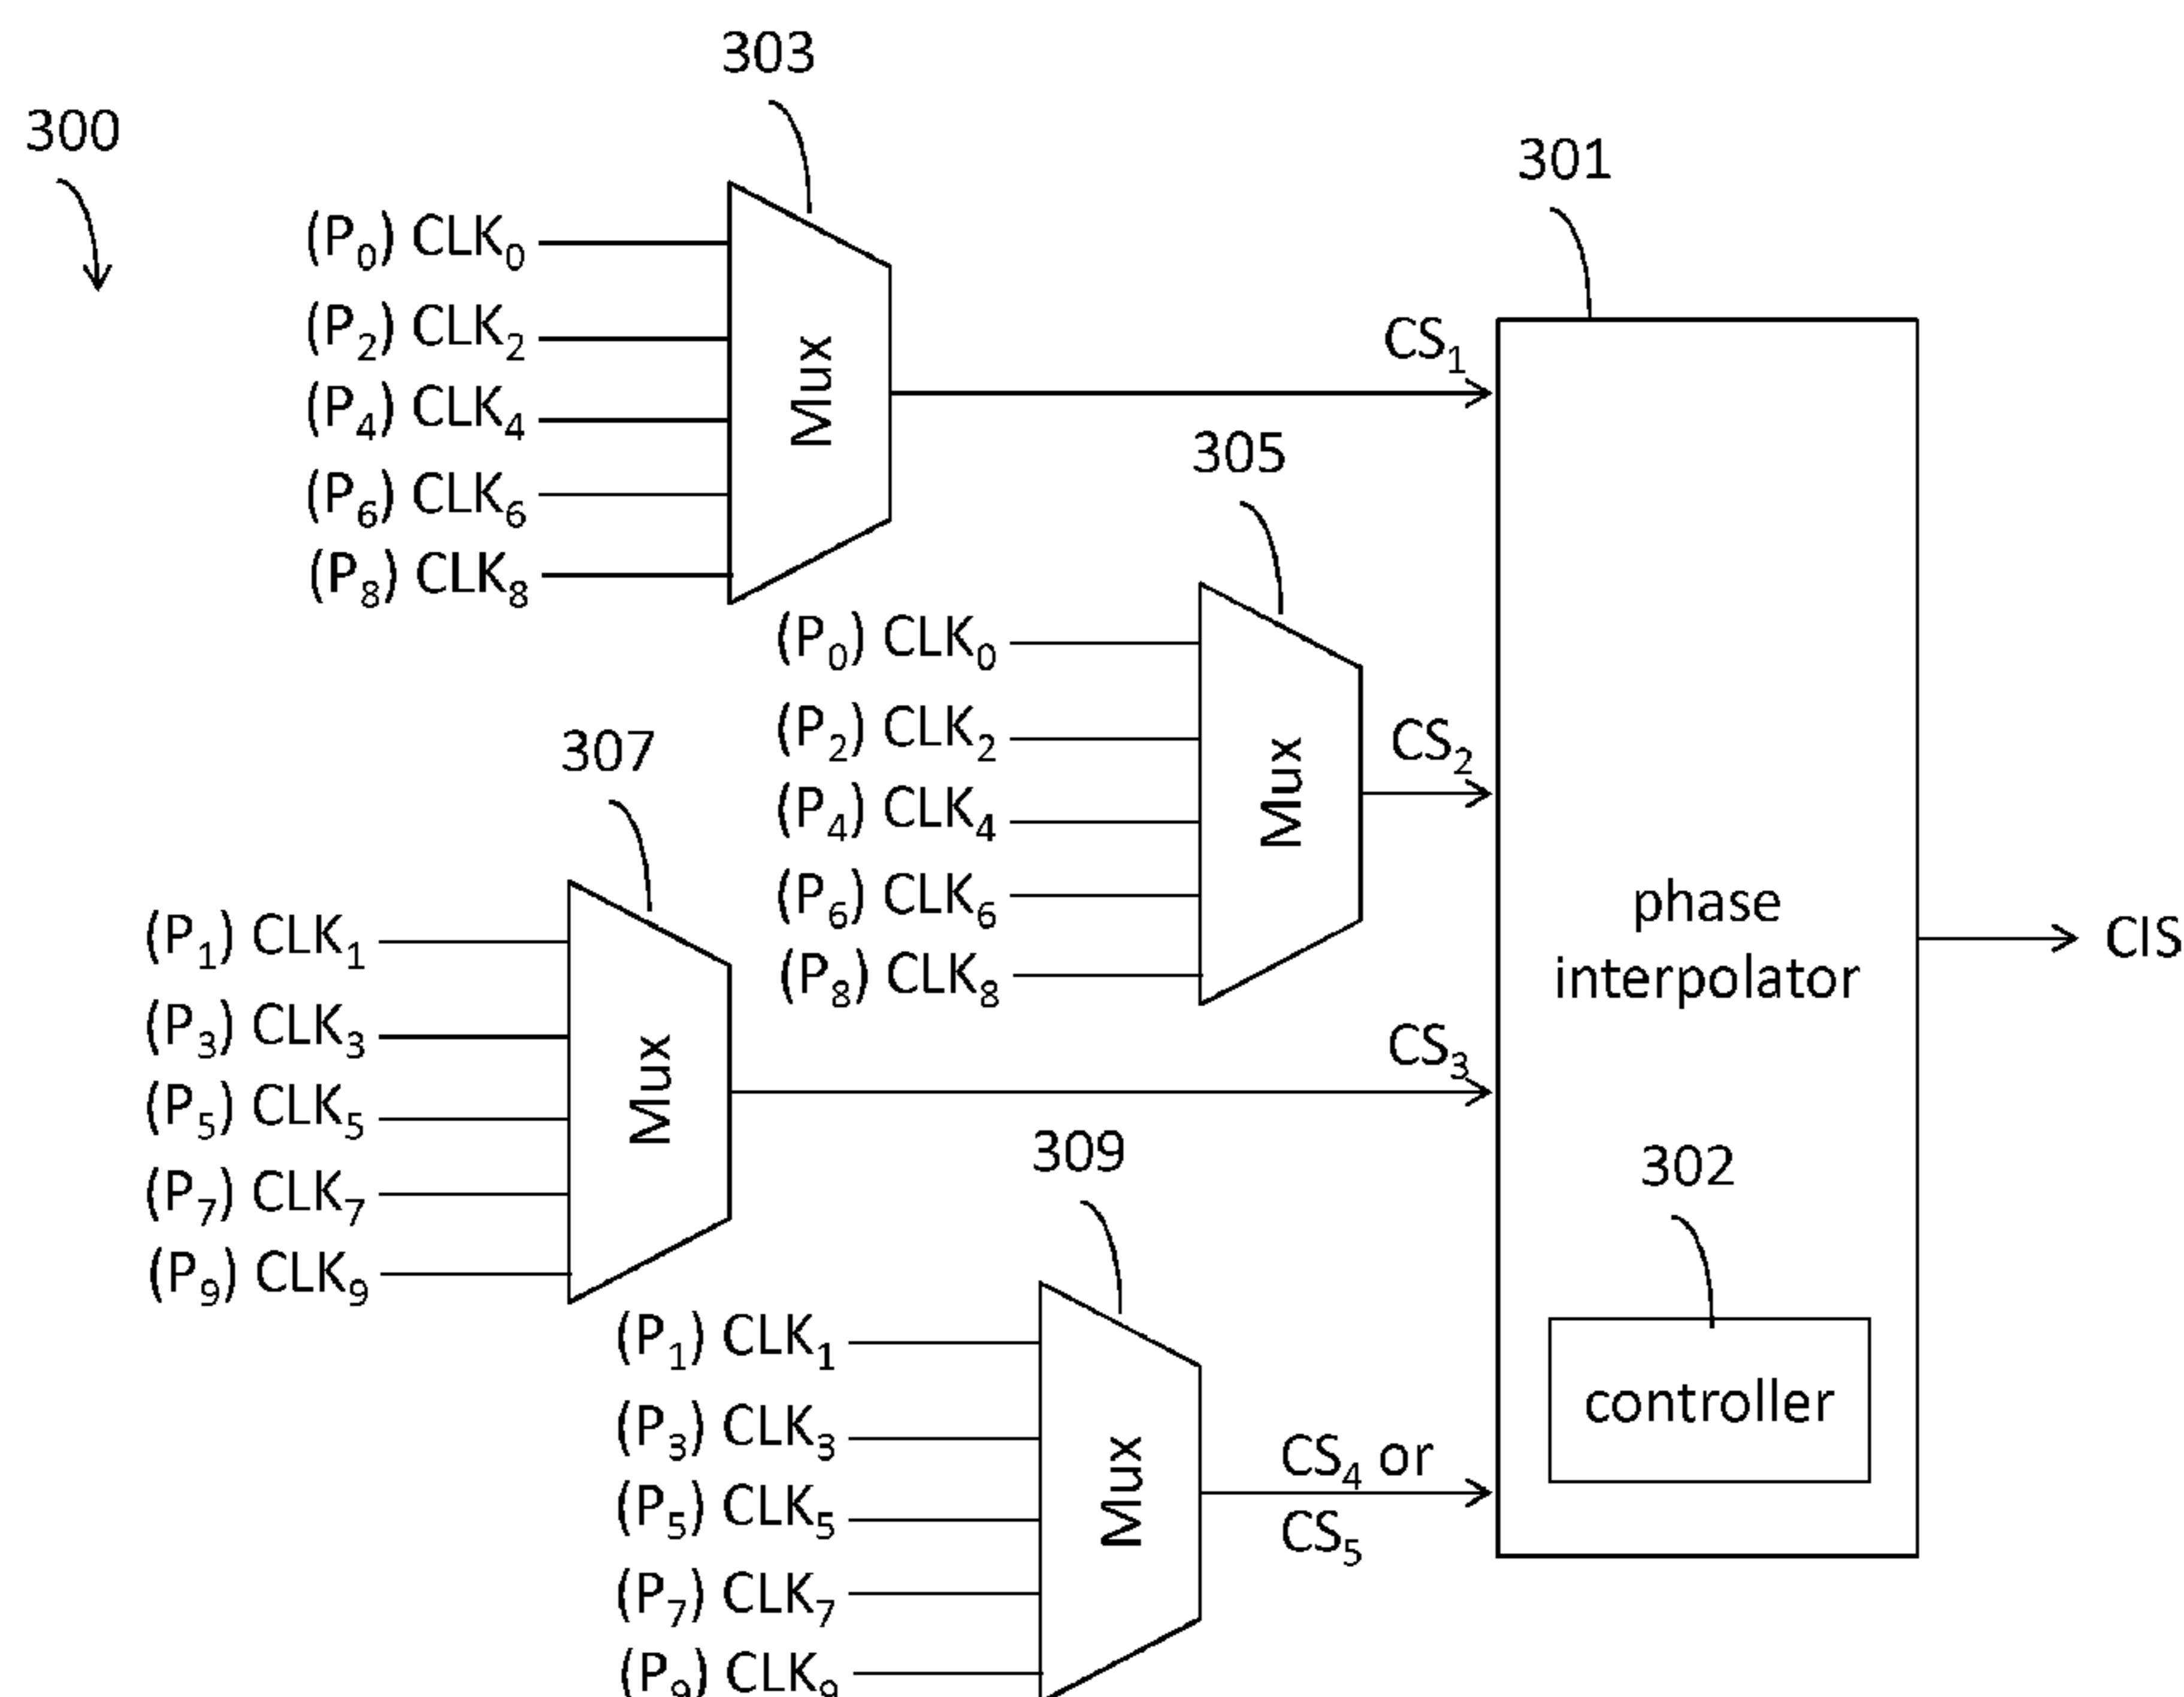 303
300
301
(P0) CLK0
(P2) CLK2
(P4) CLK4
(P6) CLK6
(P8) CLK8
Mux
CS1
305
(P0) CLK0
(P2) CLK2
(P4) CLK4
(P6) CLK6
(P8) CLK8
Mux
CS2
307
(P1) CLK1
(P3) CLK3
(P5) CLK5
(P7) CLK7
(P9) CLK9
Mux
CS3
phase
interpolator
CIS
309
(P1) CLK1
(P3) CLK3
(P5) CLK5
(P7) CLK7
(P9) CLK9
Mux
CS4 or
CS5
302
controller